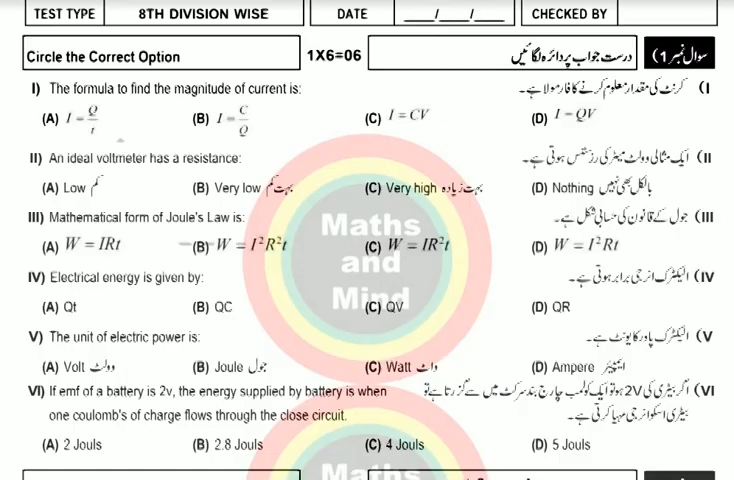 TEST TYPE 8TH DIVISION WISE DATE ___/___/___ CHECKED BY
Circle the Correct Option 1X6=06 درست جواب پر دائرہ لگائیں سوال نمبر 1)
I) The formula to find the magnitude of current is: کرنٹ کی مقدار معلوم کرنے کا فارمولا ہے۔ (I
(A) I = Q/t (B) I = C/Q (C) I = CV (D) I = QV
II) An ideal voltmeter has a resistance: ایک مثالی وولٹ میٹر کی رزسٹنس ہوتی ہے۔ (II
(A) Low کم (B) Very low بہت کم (C) Very high بہت زیادہ (D) Nothing بالکل بھی نہیں
III) Mathematical form of Joule's Law is: جول کے قانون کی حسابی شکل ہے۔ (III
(A) W = IRt (B) W = I²R²t (C) W = IR²t (D) W = I²Rt
IV) Electrical energy is given by: الیکٹرک انرجی برابر ہوتی ہے۔ (IV
(A) Qt (B) QC (C) QV (D) QR
V) The unit of electric power is: الیکٹرک پاور کا یونٹ ہے۔ (V
(A) Volt وولٹ (B) Joule جول (C) Watt واٹ (D) Ampere ایمپئیر
VI) If emf of a battery is 2v, the energy supplied by battery is when اگر بیٹری کی 2V ہو تو ایک کولمب چارج بند سرکٹ میں سے گزرتا ہے تو (VI
one coulomb's of charge flows through the close circuit. بیٹری اسکو انرجی مہیا کرتی ہے۔
(A) 2 Jouls (B) 2.8 Jouls (C) 4 Jouls (D) 5 Jouls
Maths
and
Mind
Maths